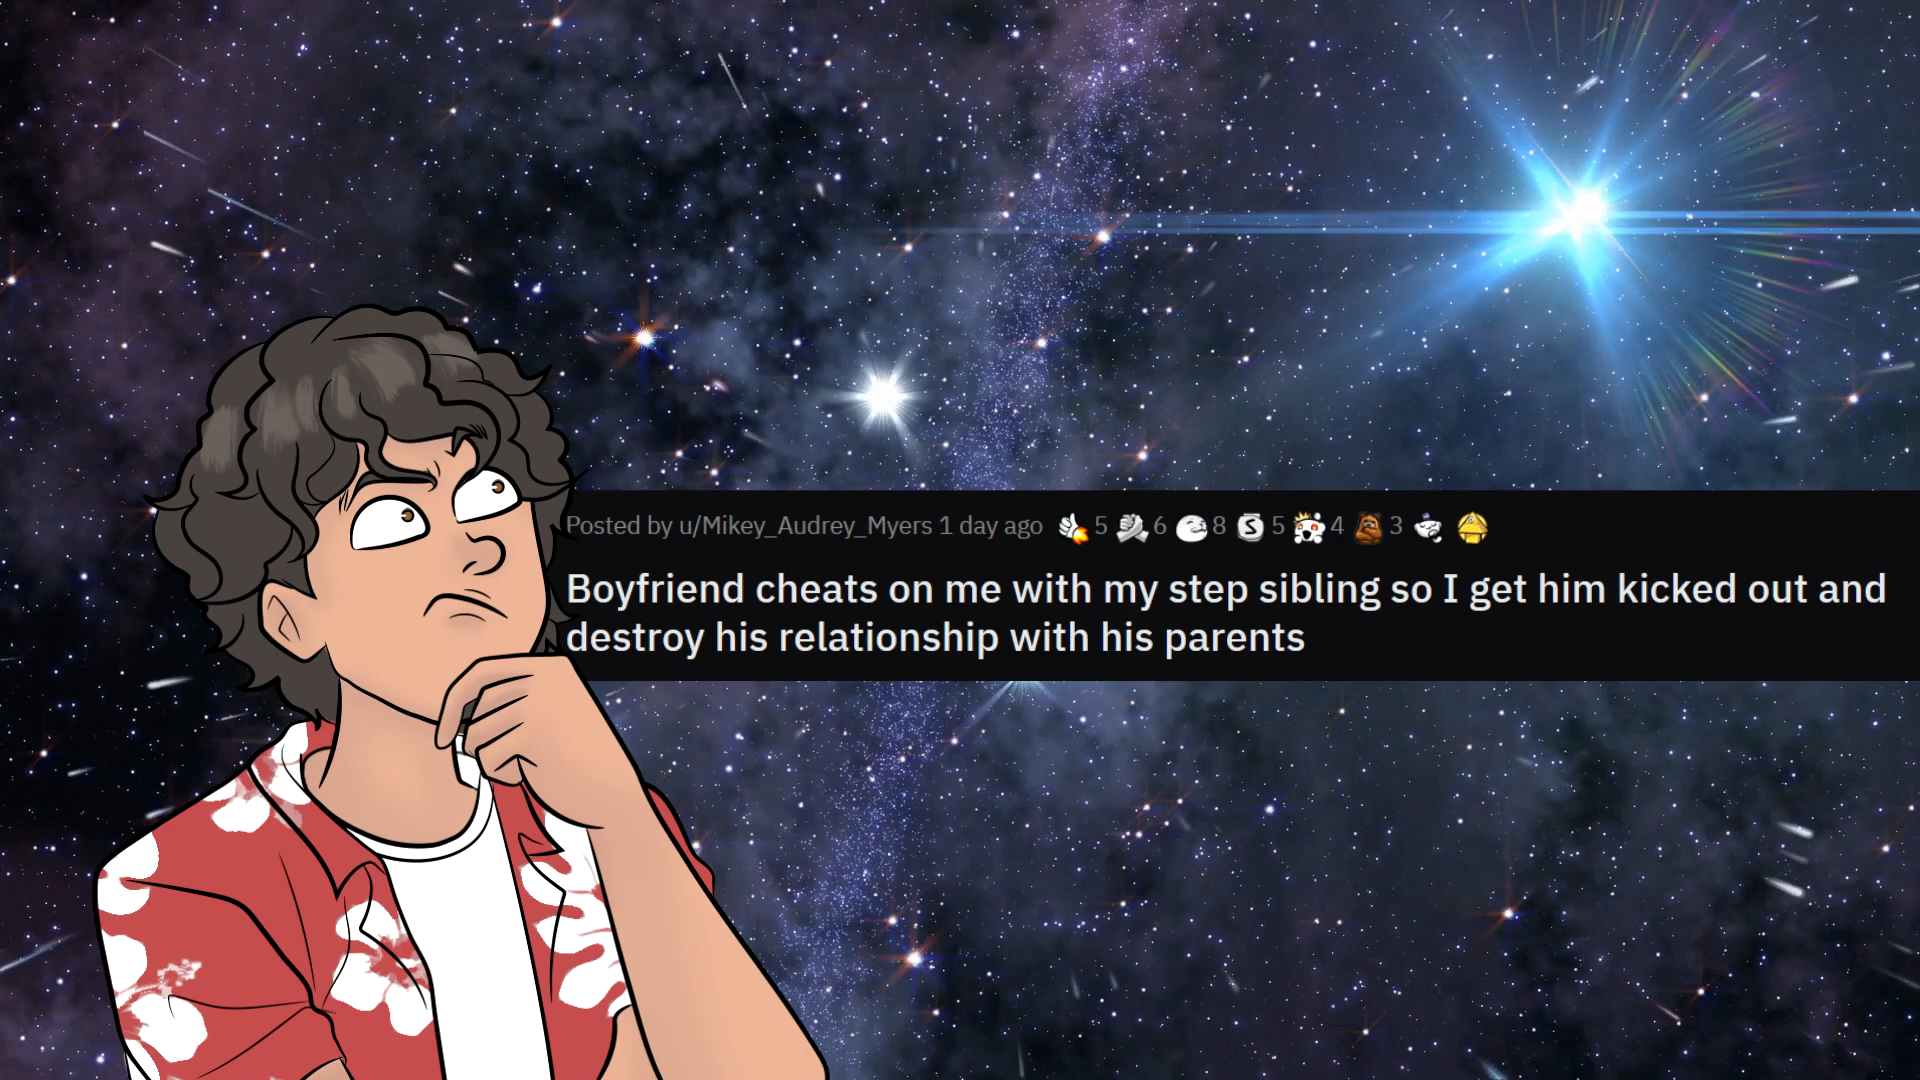 Posted by u/Mikey_Audrey_Myers 1 day ago 5 6 8 S 5 4 3
Boyfriend cheats on me with my step sibling so I get him kicked out and
destroy his relationship with his parents